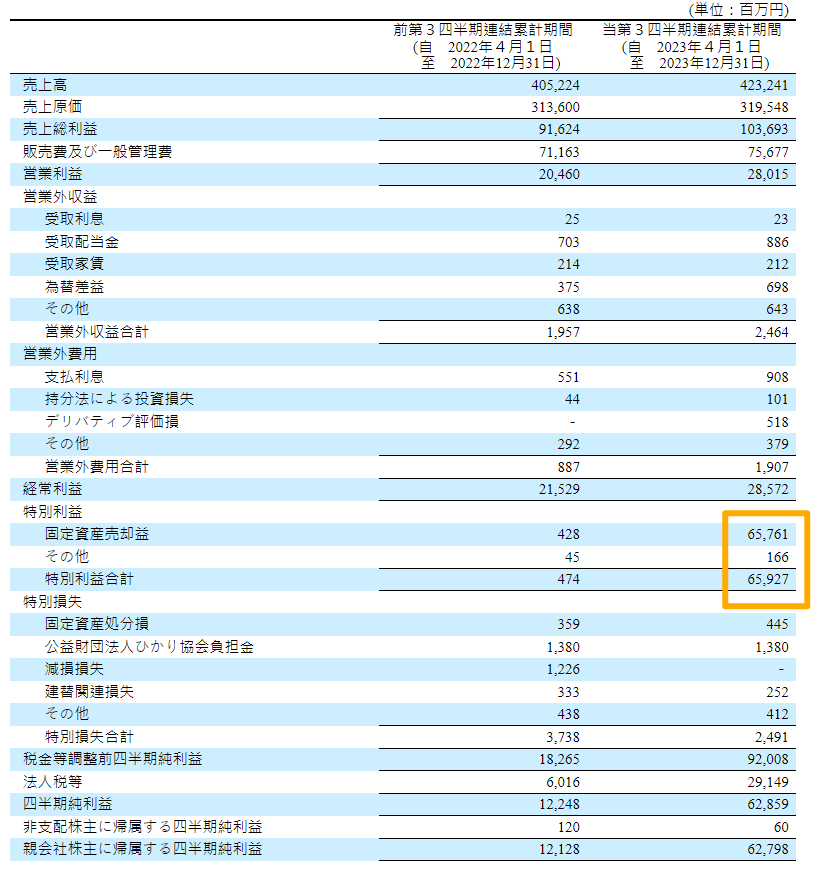 (単位：百万円)
前第３四半期連結累計期間 当第３四半期連結累計期間
(自 2022年４月１日 (自 2023年４月１日
至 2022年12月31日) 至 2023年12月31日)
売上高 405,224 423,241
売上原価 313,600 319,548
売上総利益 91,624 103,693
販売費及び一般管理費 71,163 75,677
営業利益 20,460 28,015
営業外収益
受取利息 25 23
受取配当金 703 886
受取家賃 214 212
為替差益 375 698
その他 638 643
営業外収益合計 1,957 2,464
営業外費用
支払利息 551 908
持分法による投資損失 44 101
デリバティブ評価損 - 518
その他 292 379
営業外費用合計 887 1,907
経常利益 21,529 28,572
特別利益
固定資産売却益 428 65,761
その他 45 166
特別利益合計 474 65,927
特別損失
固定資産処分損 359 445
公益財団法人ひかり協会負担金 1,380 1,380
減損損失 1,226 -
建替関連損失 333 252
その他 438 412
特別損失合計 3,738 2,491
税金等調整前四半期純利益 18,265 92,008
法人税等 6,016 29,149
四半期純利益 12,248 62,859
非支配株主に帰属する四半期純利益 120 60
親会社株主に帰属する四半期純利益 12,128 62,798